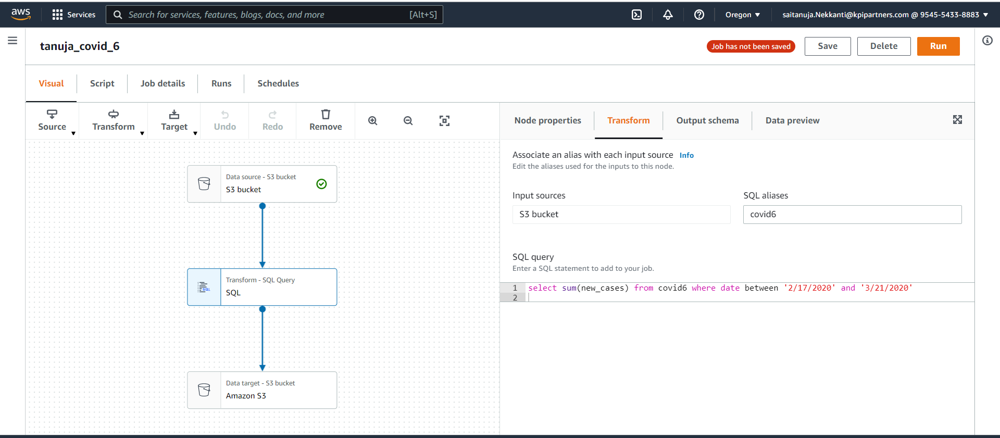 aws Services Search for services, features, blogs, docs, and more [Alt+S] Oregon ▼ saitanuja.Nekkanti@kpipartners.com @ 9545-5433-8883 ▼
tanuja_covid_6 Job has not been saved Save Delete Run
Visual Script Job details Runs Schedules
Source Transform Target Undo Redo Remove
Node properties Transform Output schema Data preview
Data source - S3 bucket
S3 bucket
Transform - SQL Query
SQL
SQL
Data target - S3 bucket
Amazon S3
Associate an alias with each input source Info
Edit the aliases used for the inputs to this node.
Input sources SQL aliases
S3 bucket covid6
SQL query
Enter a SQL statement to add to your job.
1 select sum(new_cases) from covid6 where date between '2/17/2020' and '3/21/2020'
2